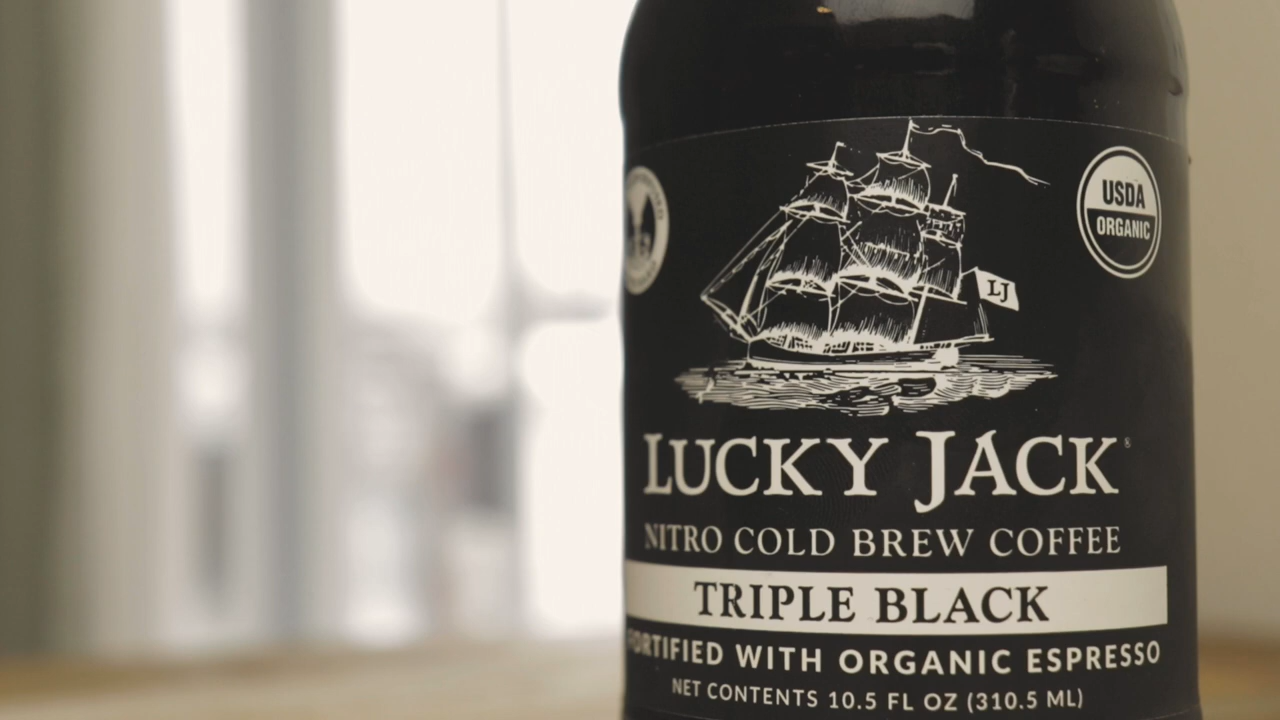 USDA
ORGANIC
LJ
LUCKY JACK®
NITRO COLD BREW COFFEE
TRIPLE BLACK
FORTIFIED WITH ORGANIC ESPRESSO
NET CONTENTS 10.5 FL OZ (310.5 ML)